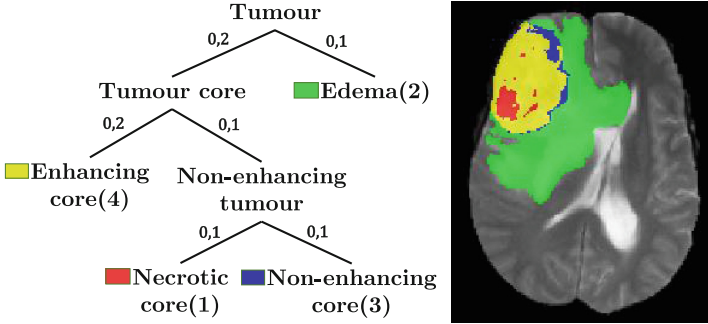 Tumour
0,2
0,1
Tumour core
Edema(2)
0,2
0,1
Enhancing
core(4)
Non-enhancing
tumour
0,1
0,1
Necrotic
core(1)
Non-enhancing
core(3)